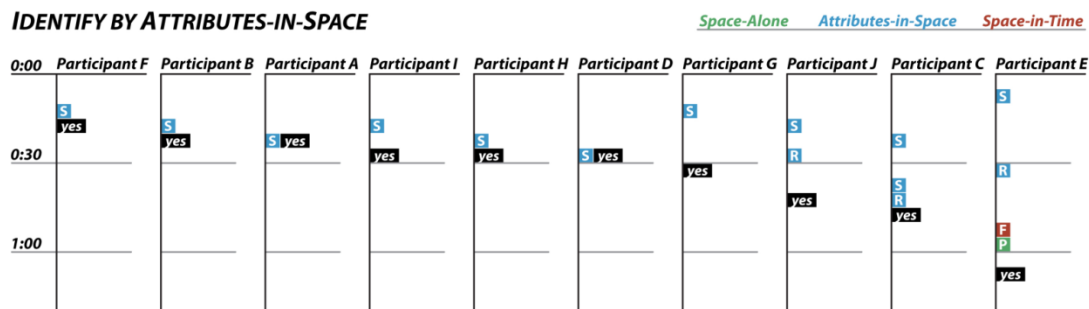 IDENTIFY BY ATTRIBUTES-IN-SPACE
Space-Alone Attributes-in-Space Space-in-Time
0:00 Participant F Participant B Participant A Participant I Participant H Participant D Participant G Participant J Participant C Participant E
S
S S
yes S S S
yes S yes yes S S
0:30 yes yes S yes R
yes R
S
yes R
yes
F
1:00 P
yes